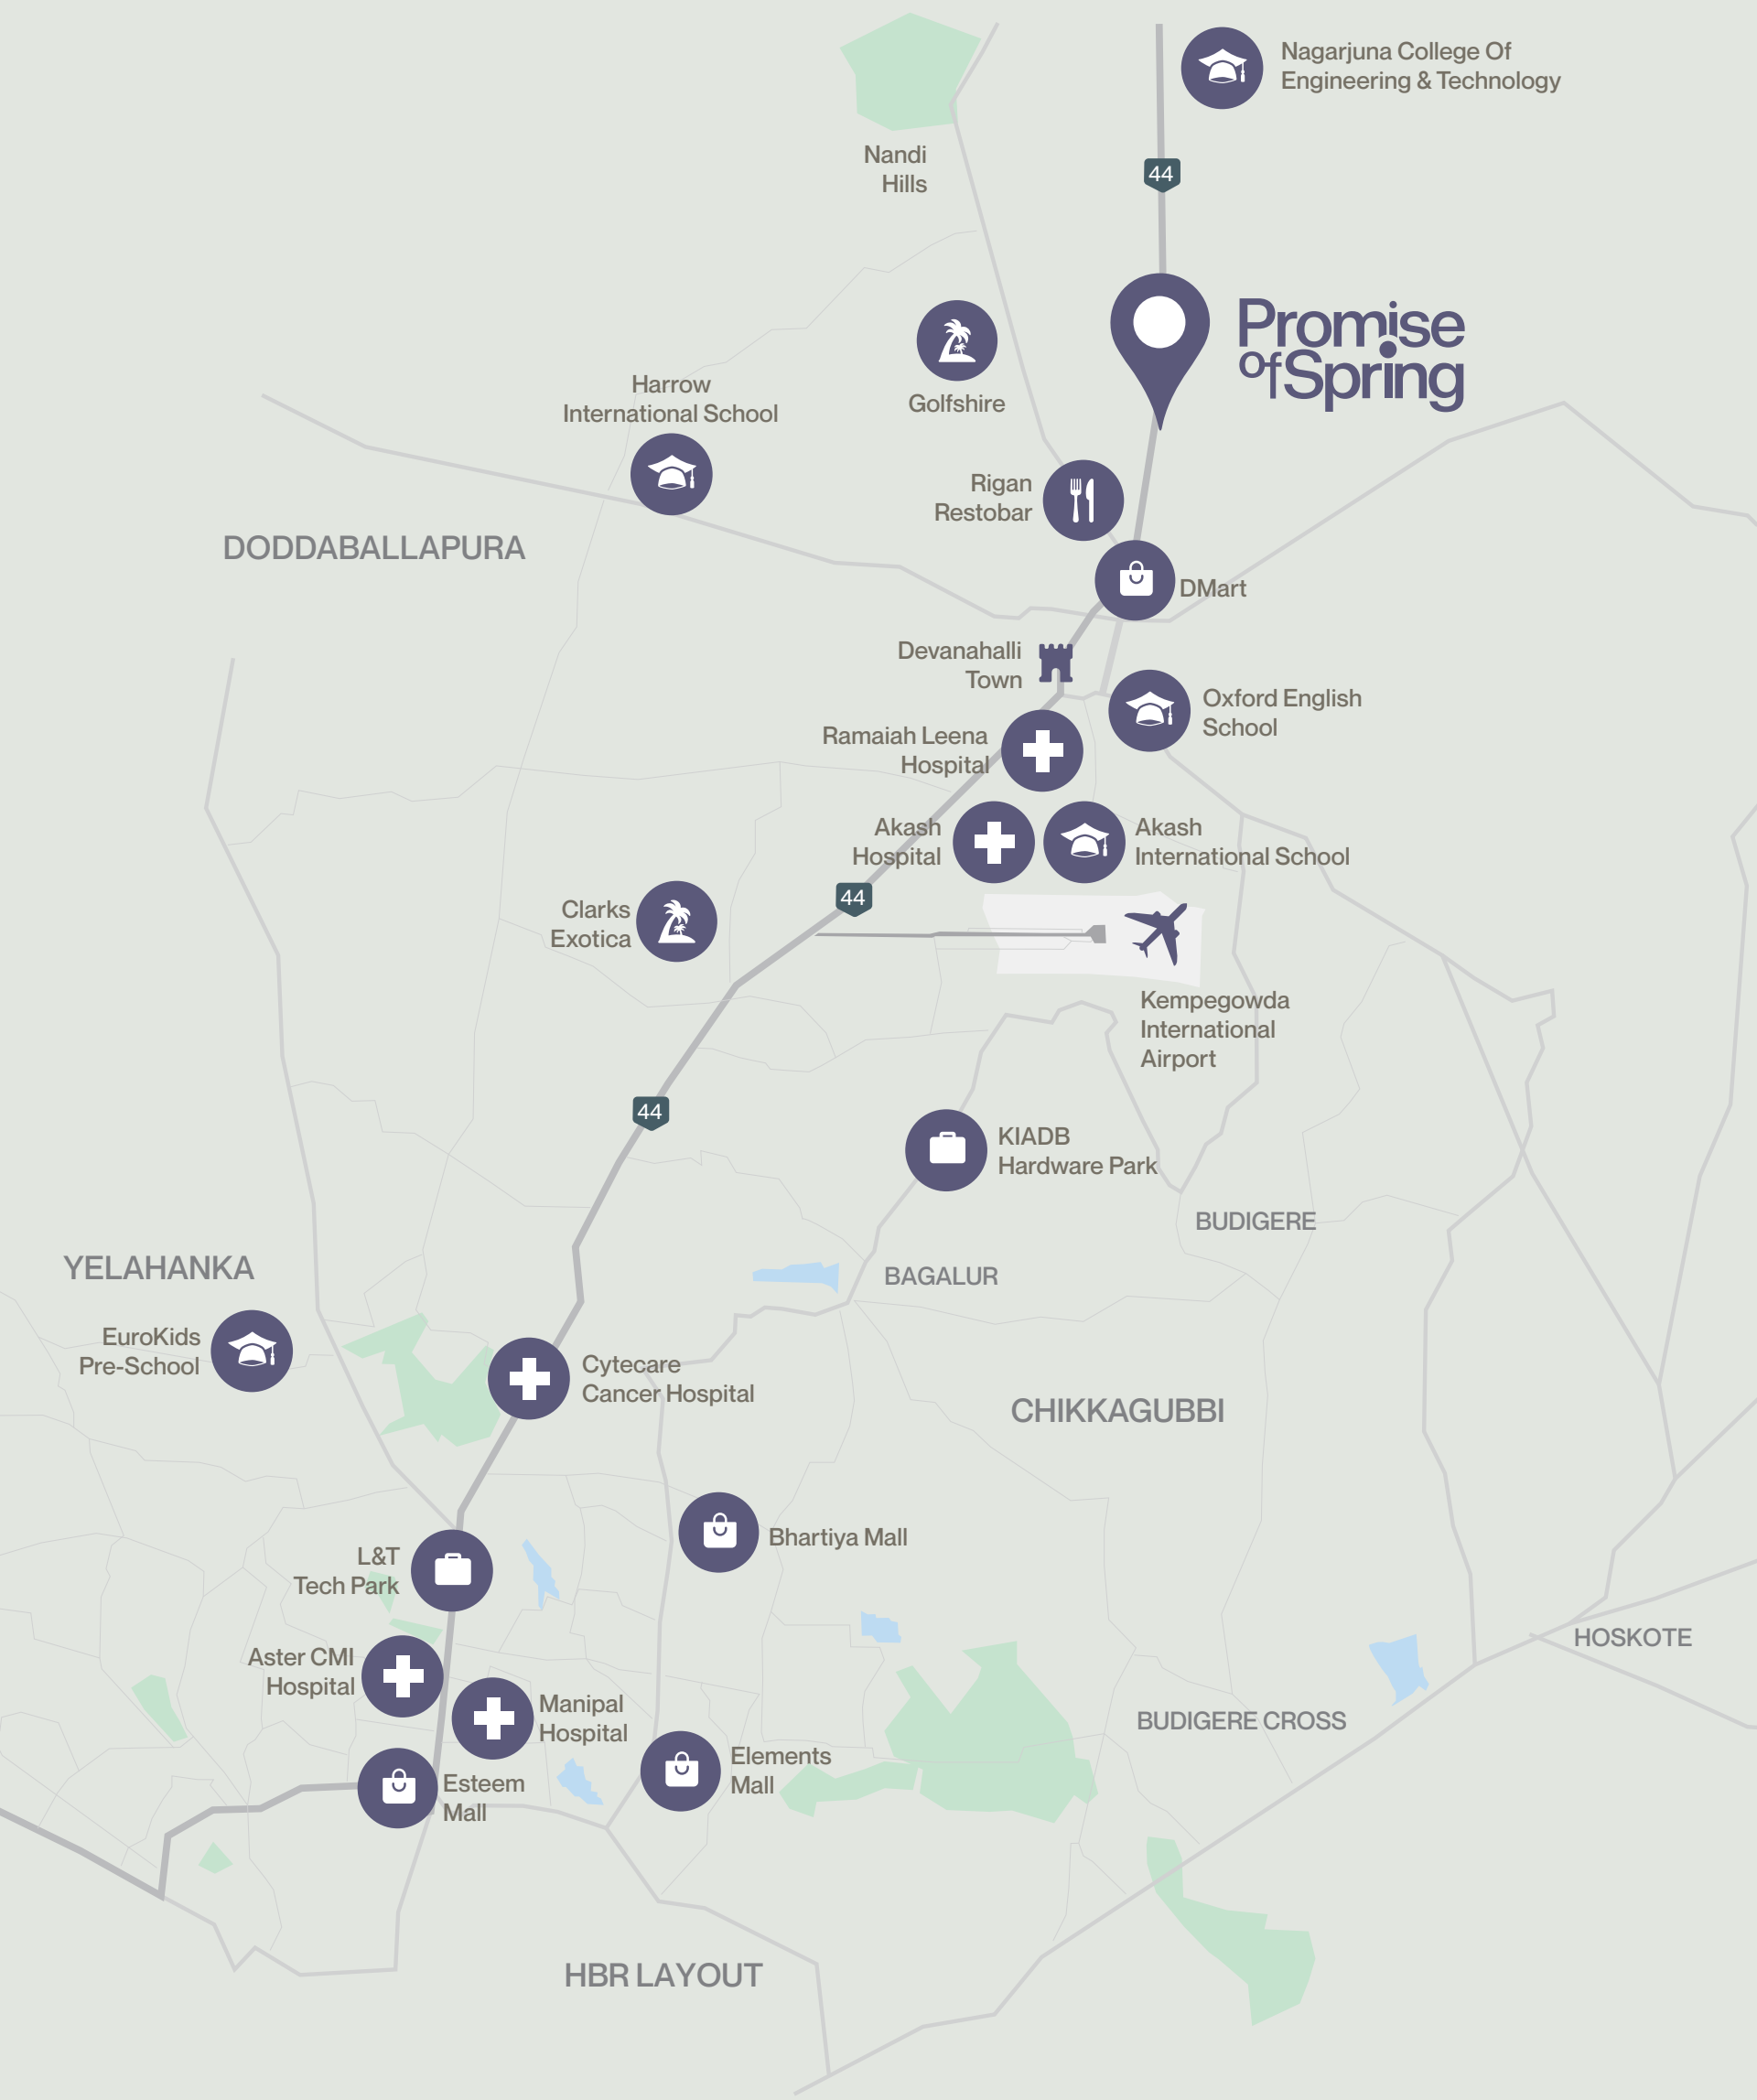 Nagarjuna College Of
Engineering & Technology
Nandi
Hills
44
Promise
of Spring
Harrow
International School
Golfshire
Rigan
Restobar
DODDABALLAPURA
DMart
Devanahalli
Town
Oxford English
School
Ramaiah Leena
Hospital
Akash
Hospital
Akash
International School
44
Clarks
Exotica
Kempegowda
International
Airport
44
KIADB
Hardware Park
BUDIGERE
YELAHANKA
BAGALUR
EuroKids
Pre-School
Cytecare
Cancer Hospital
CHIKKAGUBBI
Bhartiya Mall
L&T
Tech Park
HOSKOTE
Aster CMI
Hospital
Manipal
Hospital
BUDIGERE CROSS
Elements
Mall
Esteem
Mall
HBR LAYOUT